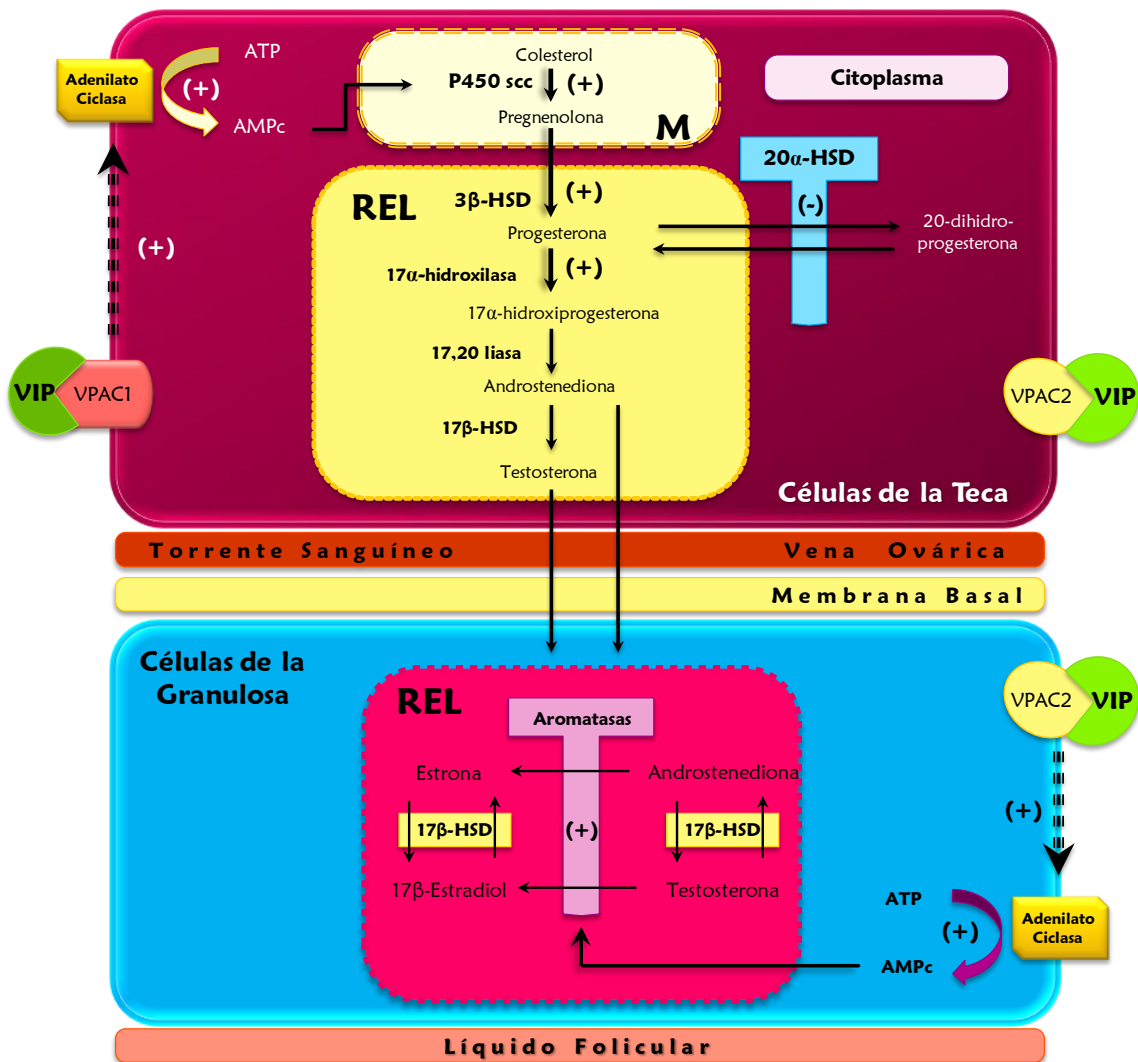 ATP
Adenilato
Ciclasa
(+)
AMPc
Colesterol
P450 scc
(+)
Pregnenolona
M
Citoplasma
20α-HSD
(-)
REL
3β-HSD
(+)
Progesterona
20-dihidro-
progesterona
17α-hidroxilasa
(+)
17α-hidroxiprogesterona
17,20 liasa
Androstenediona
17β-HSD
Testosterona
(+)
VIP
VPAC1
VPAC2
VIP
Células de la Teca
Torrente Sanguíneo
Vena Ovárica
Membrana Basal
Células de la
Granulosa
REL
Aromatasas
Estrona
Androstenediona
17β-HSD
(+)
17β-HSD
17β-Estradiol
Testosterona
VPAC2
VIP
(+)
ATP
(+)
Adenilato
Ciclasa
AMPc
Líquido Folicular